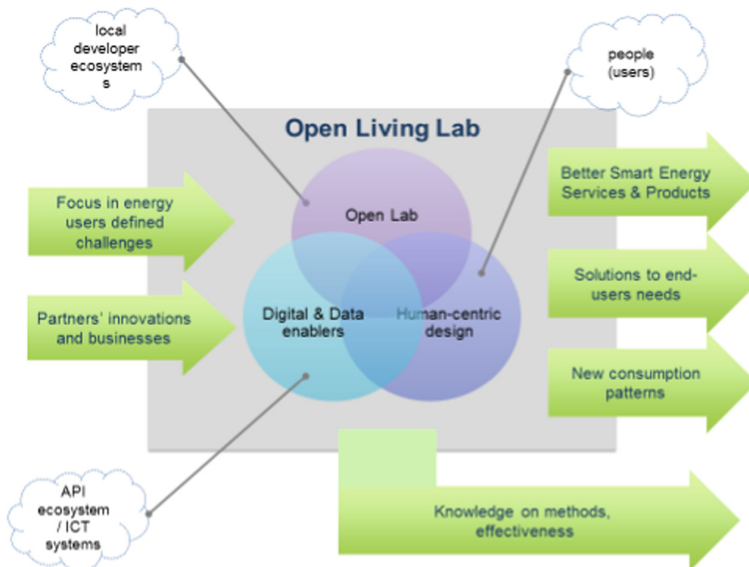 local
developer
ecosystem
s
people
(users)
Open Living Lab
Focus in energy
users defined
challenges
Open Lab
Better Smart Energy
Services & Products
Partners' innovations
and businesses
Digital & Data
enablers
Human-centric
design
Solutions to end-
users needs
New consumption
patterns
API
ecosystem
/ ICT
systems
Knowledge on methods,
effectiveness